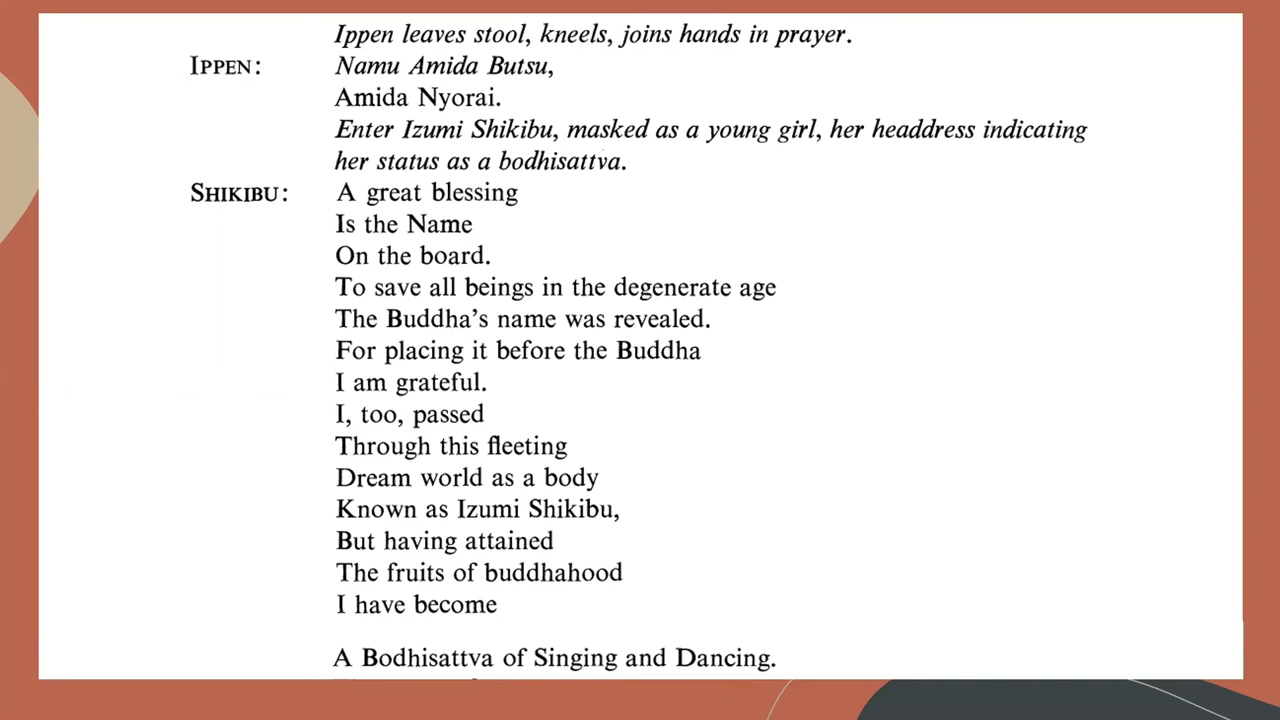 Ippen leaves stool, kneels, joins hands in prayer.
IPPEN: Namu Amida Butsu,
Amida Nyorai.
Enter Izumi Shikibu, masked as a young girl, her headdress indicating
her status as a bodhisattva.
SHIKIBU: A great blessing
Is the Name
On the board.
To save all beings in the degenerate age
The Buddha's name was revealed.
For placing it before the Buddha
I am grateful.
I, too, passed
Through this fleeting
Dream world as a body
Known as Izumi Shikibu,
But having attained
The fruits of buddhahood
I have become
A Bodhisattva of Singing and Dancing.